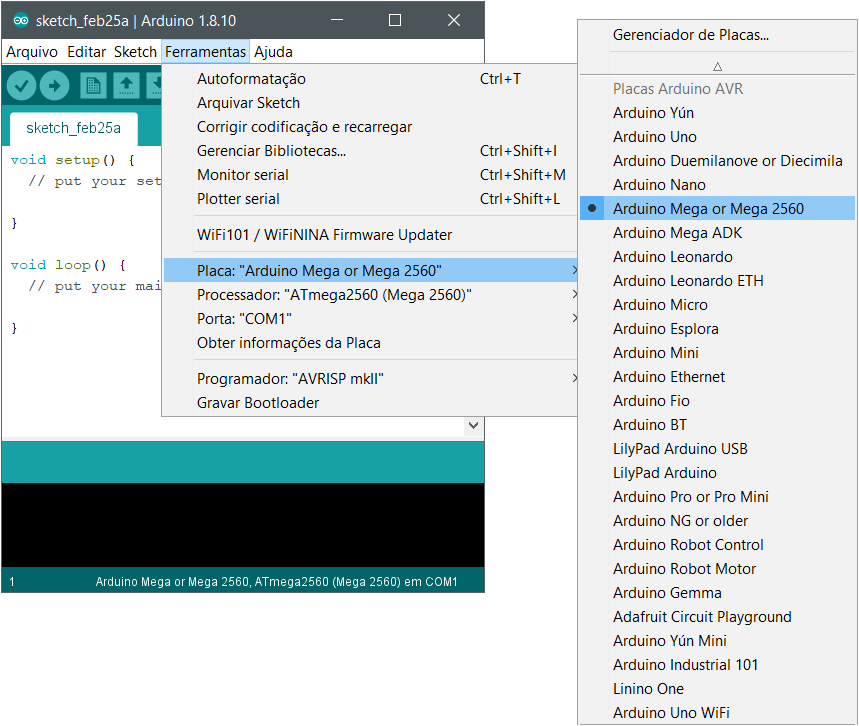 sketch_feb25a | Arduino 1.8.10
Arquivo Editar Sketch Ferramentas Ajuda
sketch_feb25a
void setup() {
// put your set
}
void loop() {
// put your mai
}
Autoformatação Ctrl+T
Arquivar Sketch
Corrigir codificação e recarregar
Gerenciar Bibliotecas... Ctrl+Shift+I
Monitor serial Ctrl+Shift+M
Plotter serial Ctrl+Shift+L
WiFi101 / WiFiNINA Firmware Updater
Placa: "Arduino Mega or Mega 2560"
Processador: "ATmega2560 (Mega 2560)"
Porta: "COM1"
Obter informações da Placa
Programador: "AVRISP mkII"
Gravar Bootloader
1 Arduino Mega or Mega 2560, ATmega2560 (Mega 2560) em COM1
Gerenciador de Placas...
Placas Arduino AVR
Arduino Yún
Arduino Uno
Arduino Duemilanove or Diecimila
Arduino Nano
Arduino Mega or Mega 2560
Arduino Mega ADK
Arduino Leonardo
Arduino Leonardo ETH
Arduino Micro
Arduino Esplora
Arduino Mini
Arduino Ethernet
Arduino Fio
Arduino BT
LilyPad Arduino USB
LilyPad Arduino
Arduino Pro or Pro Mini
Arduino NG or older
Arduino Robot Control
Arduino Robot Motor
Arduino Gemma
Adafruit Circuit Playground
Arduino Yún Mini
Arduino Industrial 101
Linino One
Arduino Uno WiFi